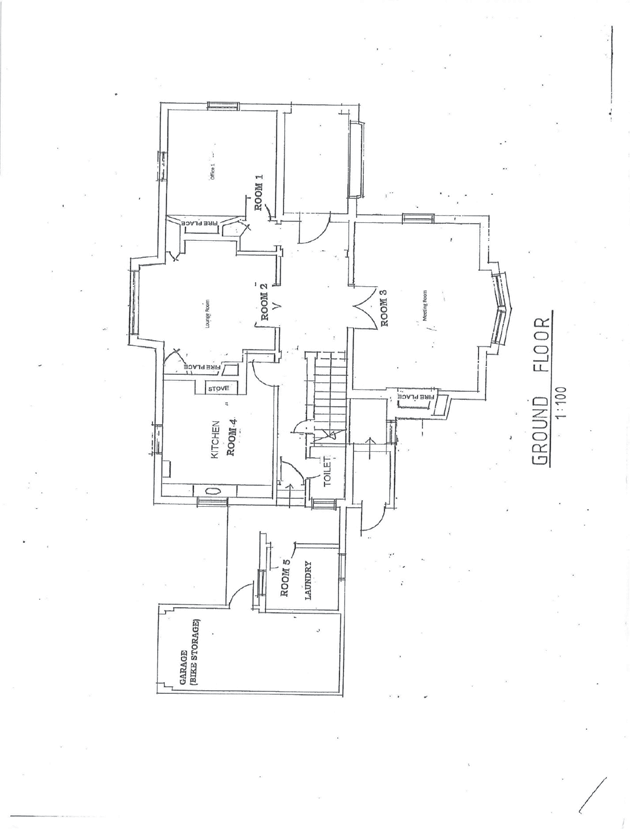 Office 1
ROOM 1
FIRE PLACE
Lounge Room
ROOM 2
FIRE PLACE
ROOM 3
Meeting Room
FIRE PLACE
STOVE
KITCHEN
ROOM 4
TOILET
ROOM 5
LAUNDRY
GARAGE
(BIKE STORAGE)
GROUND FLOOR
1:100